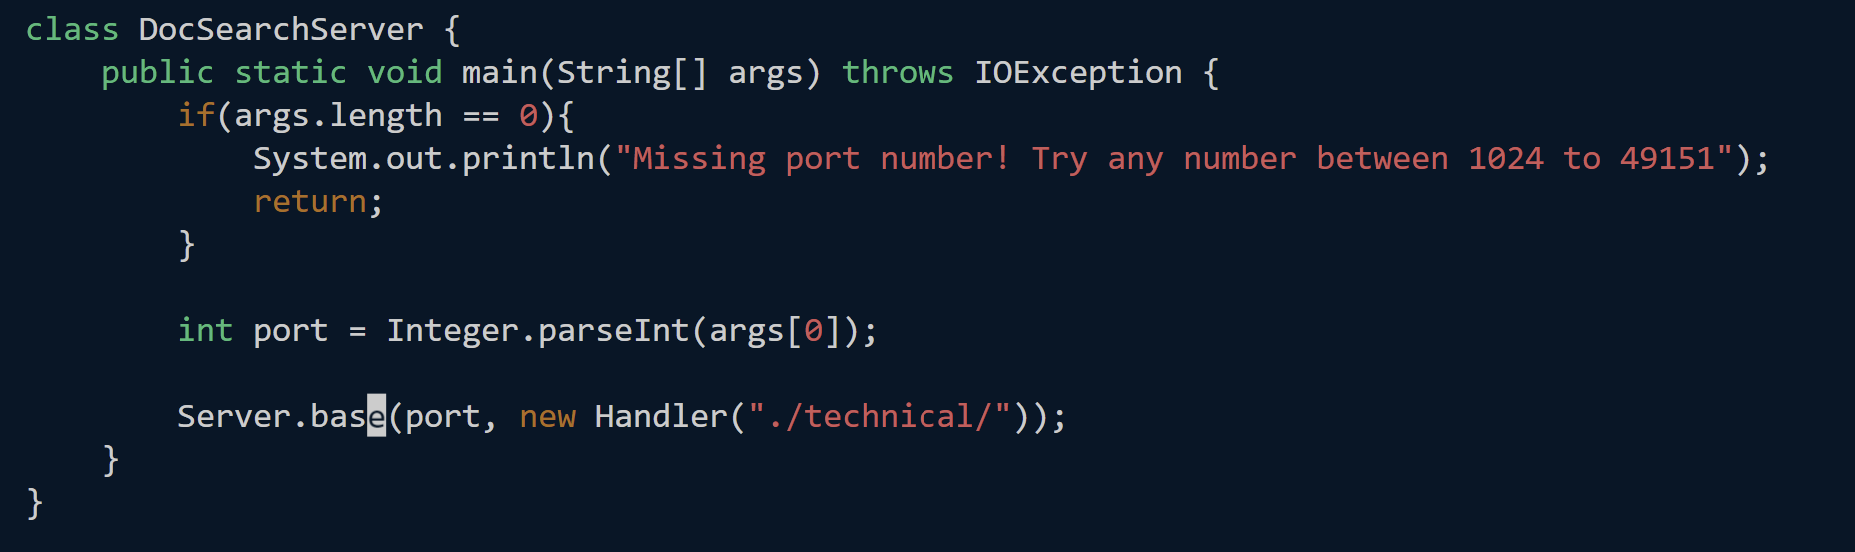 class DocSearchServer {
    public static void main(String[] args) throws IOException {
        if(args.length == 0){
            System.out.println("Missing port number! Try any number between 1024 to 49151");
            return;
        }

        int port = Integer.parseInt(args[0]);

        Server.base(port, new Handler("./technical/"));
    }
}